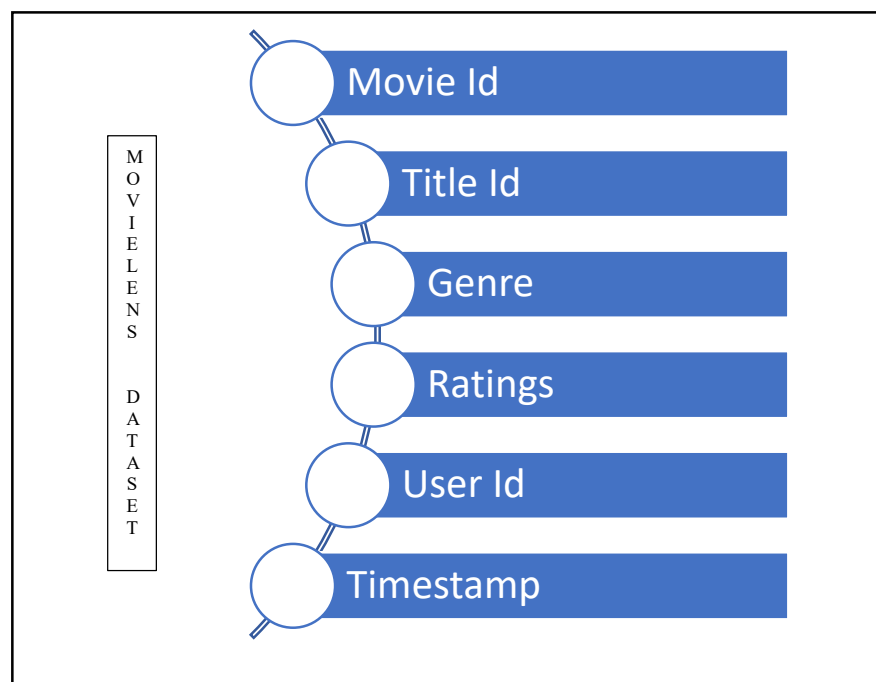 MOVIELENS DATASET
Movie Id
Title Id
Genre
Ratings
User Id
Timestamp